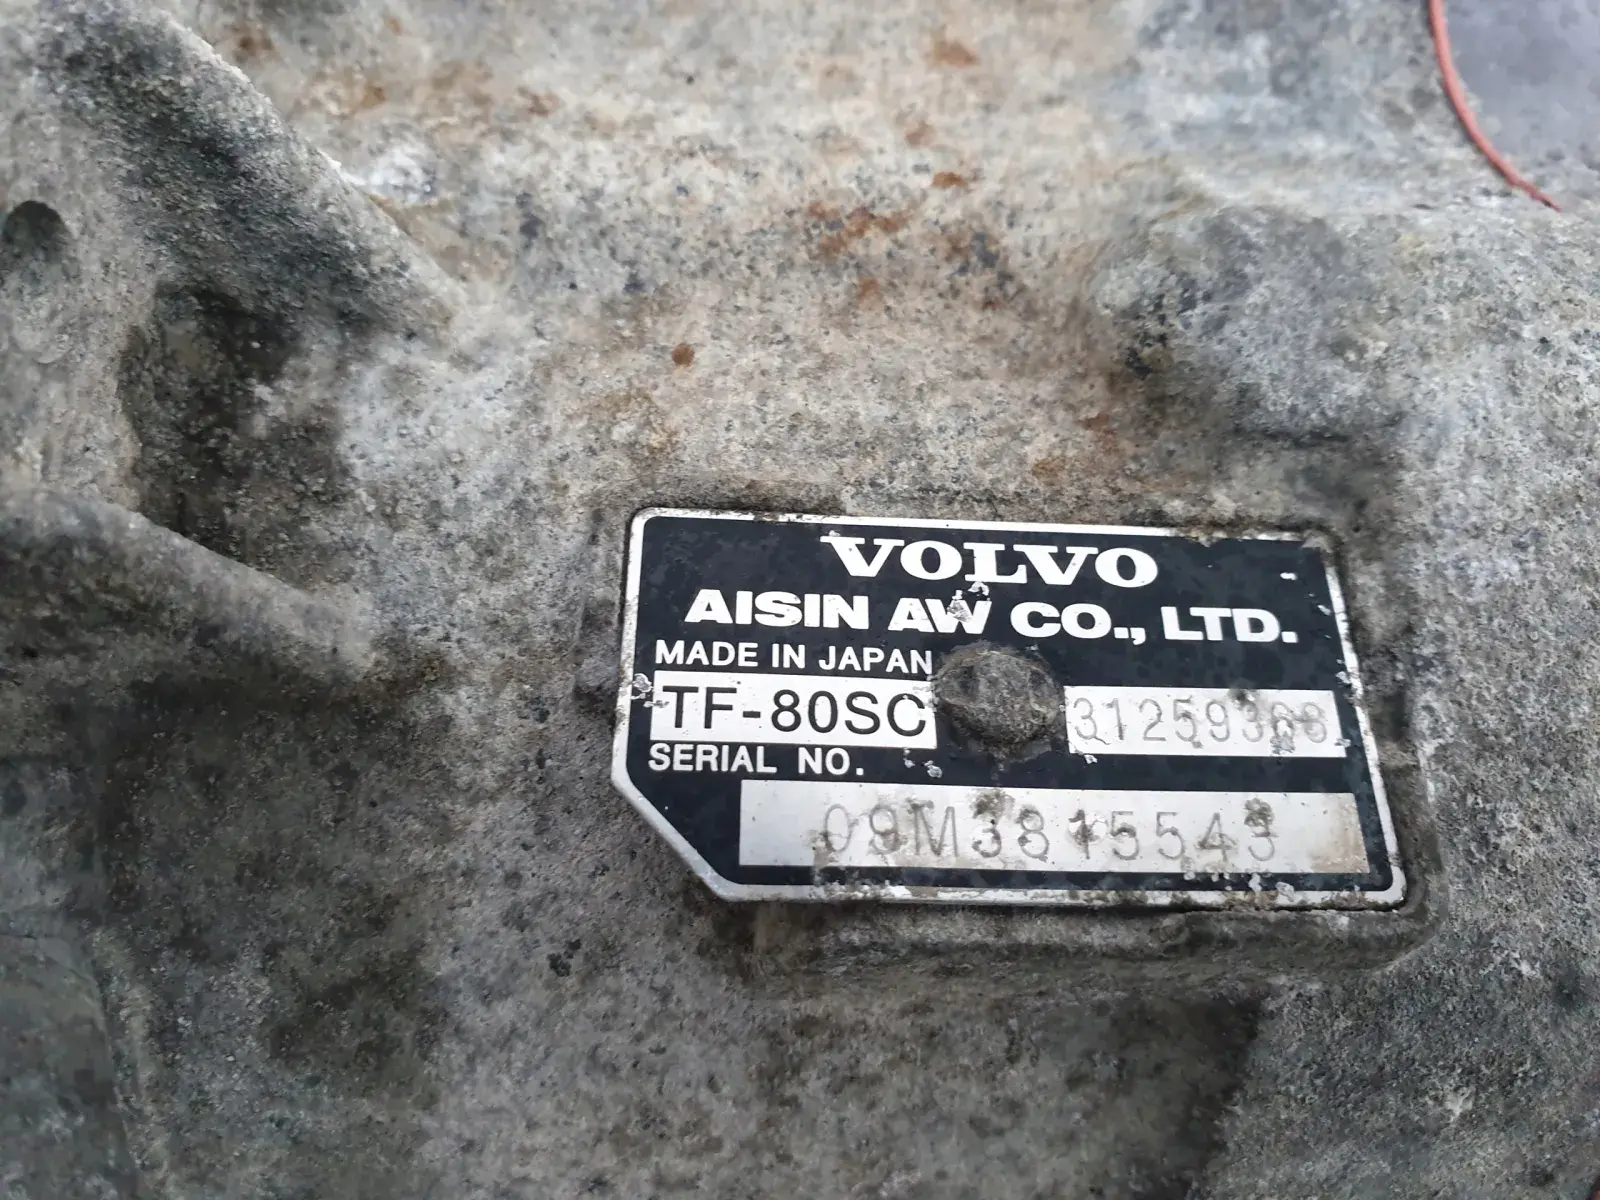 VOLVO
AISIN AW CO., LTD.
MADE IN JAPAN
TF-80SC 31259368
SERIAL NO.
09M3815543